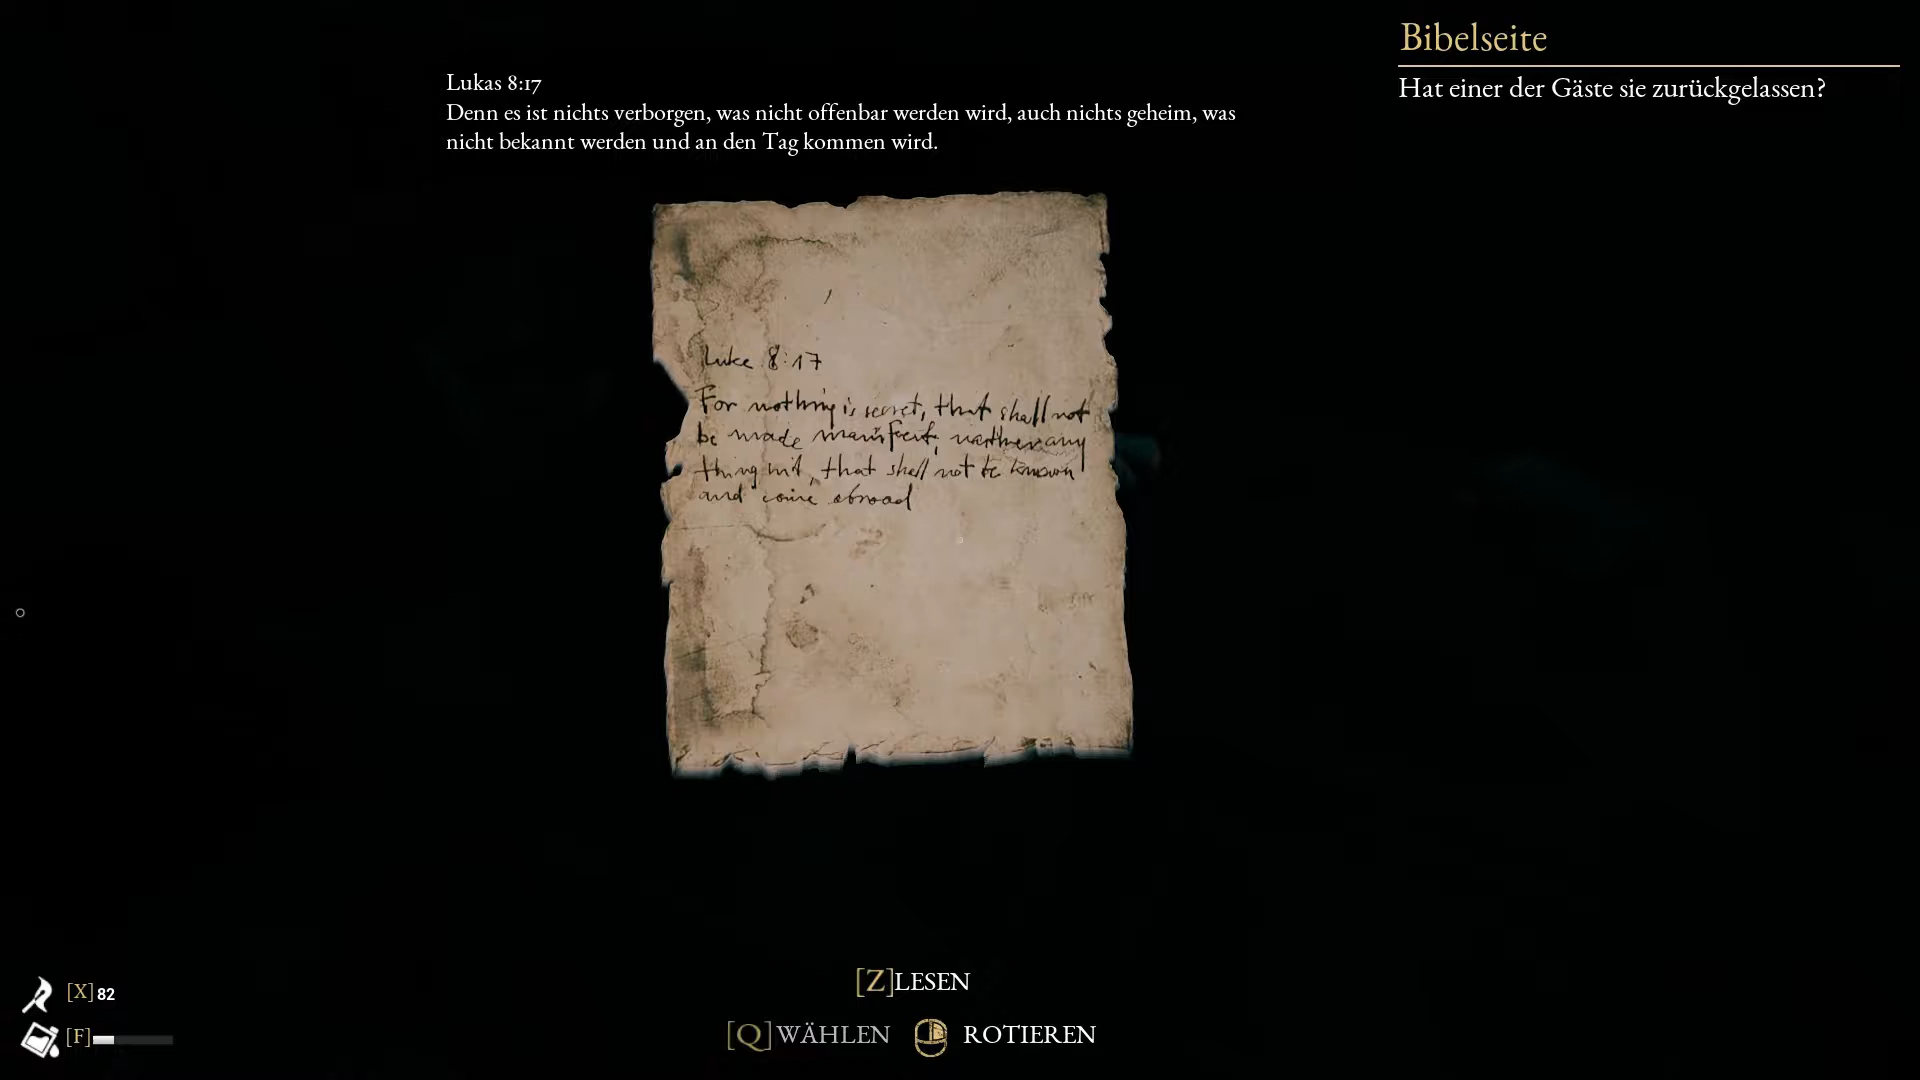 Bibelseite
Hat einer der Gäste sie zurückgelassen?
Lukas 8:17
Denn es ist nichts verborgen, was nicht offenbar werden wird, auch nichts geheim, was
nicht bekannt werden und an den Tag kommen wird.
Luke 8:17
For nothing is secret, that shall not
be made manifest, neither any
thing hid, that shall not be known
and come abroad
[Z]LESEN
[Q]WÄHLEN ROTIEREN
[X] 82
[F]